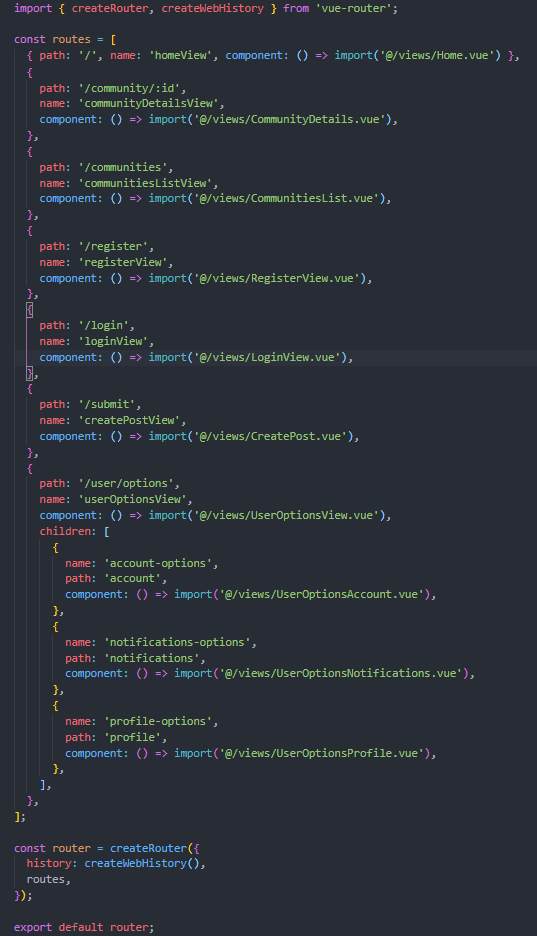 import { createRouter, createWebHistory } from 'vue-router';

const routes = [
  { path: '/', name: 'homeView', component: () => import('@/views/Home.vue') },
  {
    path: '/community/:id',
    name: 'communityDetailsView',
    component: () => import('@/views/CommunityDetails.vue'),
  },
  {
    path: '/communities',
    name: 'communitiesListView',
    component: () => import('@/views/CommunitiesList.vue'),
  },
  {
    path: '/register',
    name: 'registerView',
    component: () => import('@/views/RegisterView.vue'),
  },
  {
    path: '/login',
    name: 'loginView',
    component: () => import('@/views/LoginView.vue'),
  },
  {
    path: '/submit',
    name: 'createPostView',
    component: () => import('@/views/CreatePost.vue'),
  },
  {
    path: '/user/options',
    name: 'userOptionsView',
    component: () => import('@/views/UserOptionsView.vue'),
    children: [
      {
        name: 'account-options',
        path: 'account',
        component: () => import('@/views/UserOptionsAccount.vue'),
      },
      {
        name: 'notifications-options',
        path: 'notifications',
        component: () => import('@/views/UserOptionsNotifications.vue'),
      },
      {
        name: 'profile-options',
        path: 'profile',
        component: () => import('@/views/UserOptionsProfile.vue'),
      },
    ],
  },
];

const router = createRouter({
  history: createWebHistory(),
  routes,
});

export default router;